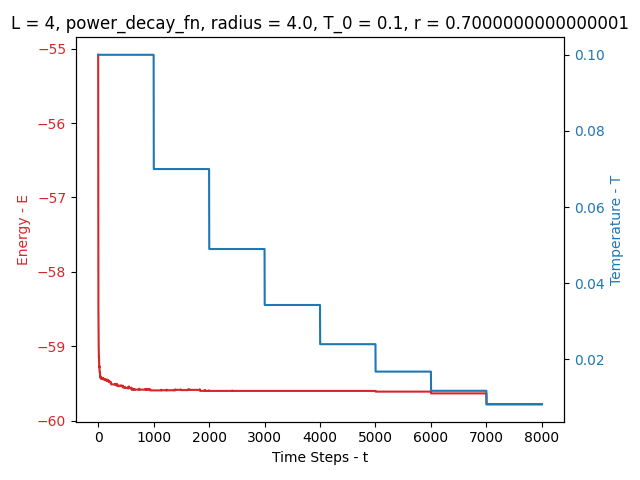 L = 4, power_decay_fn, radius = 4.0, T_0 = 0.1, r = 0.7000000000000001
−55
−56
−57
−58
−59
−60
Energy - E
0.10
0.08
0.06
0.04
0.02
Temperature - T
0 1000 2000 3000 4000 5000 6000 7000 8000
Time Steps - t